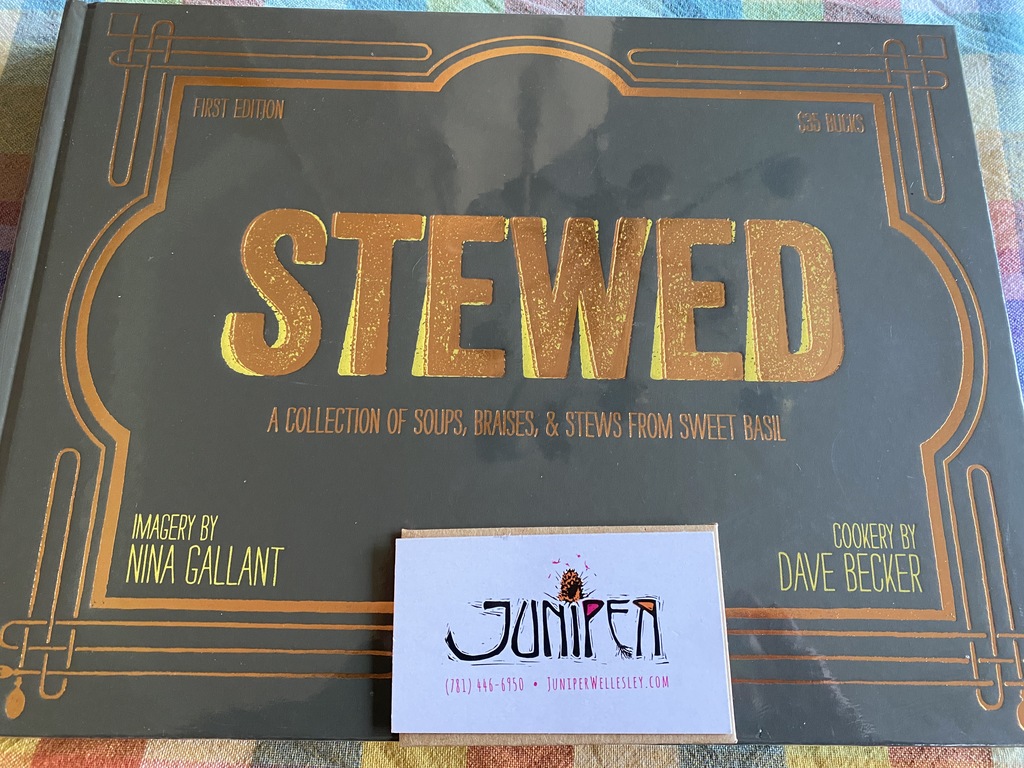 FIRST EDITION
$35 BUCKS
STEWED
A COLLECTION OF SOUPS, BRAISES, & STEWS FROM SWEET BASIL
IMAGERY BY
NINA GALLANT
COOKERY BY
DAVE BECKER
JUNIPER
(781) 446-6950 • JUNIPERWELLESLEY.COM